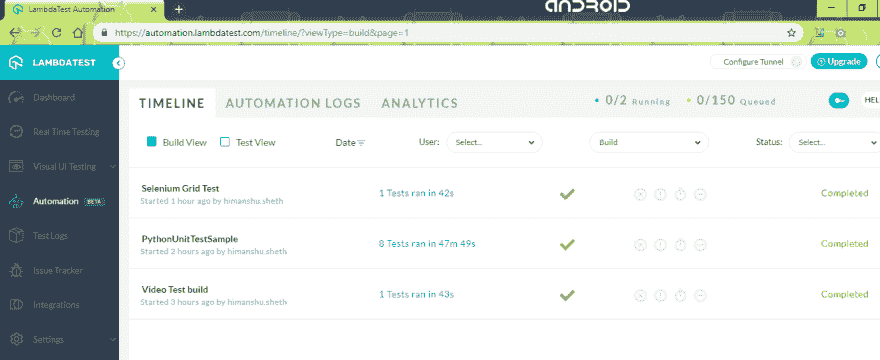 LambdaTest Automation
ANDROID
https://automation.lambdatest.com/timeline/?viewType=build&page=1
LAMBDATEST
Configure Tunnel
Upgrade
Dashboard
TIMELINE
AUTOMATION LOGS
ANALYTICS
0/2 Running
0/150 Queued
HEL
Real Time Testing
Build View
Test View
Date
User:
Select...
Build
Status:
Select...
Visual UI Testing
Automation BETA
Selenium Grid Test
Started 1 hour ago by himanshu.sheth
1 Tests ran in 42s
Completed
Test Logs
PythonUnitTestSample
Started 2 hours ago by himanshu.sheth
8 Tests ran in 47m 49s
Completed
Issue Tracker
Video Test build
Started 3 hours ago by himanshu.sheth
1 Tests ran in 43s
Completed
Integrations
Settings